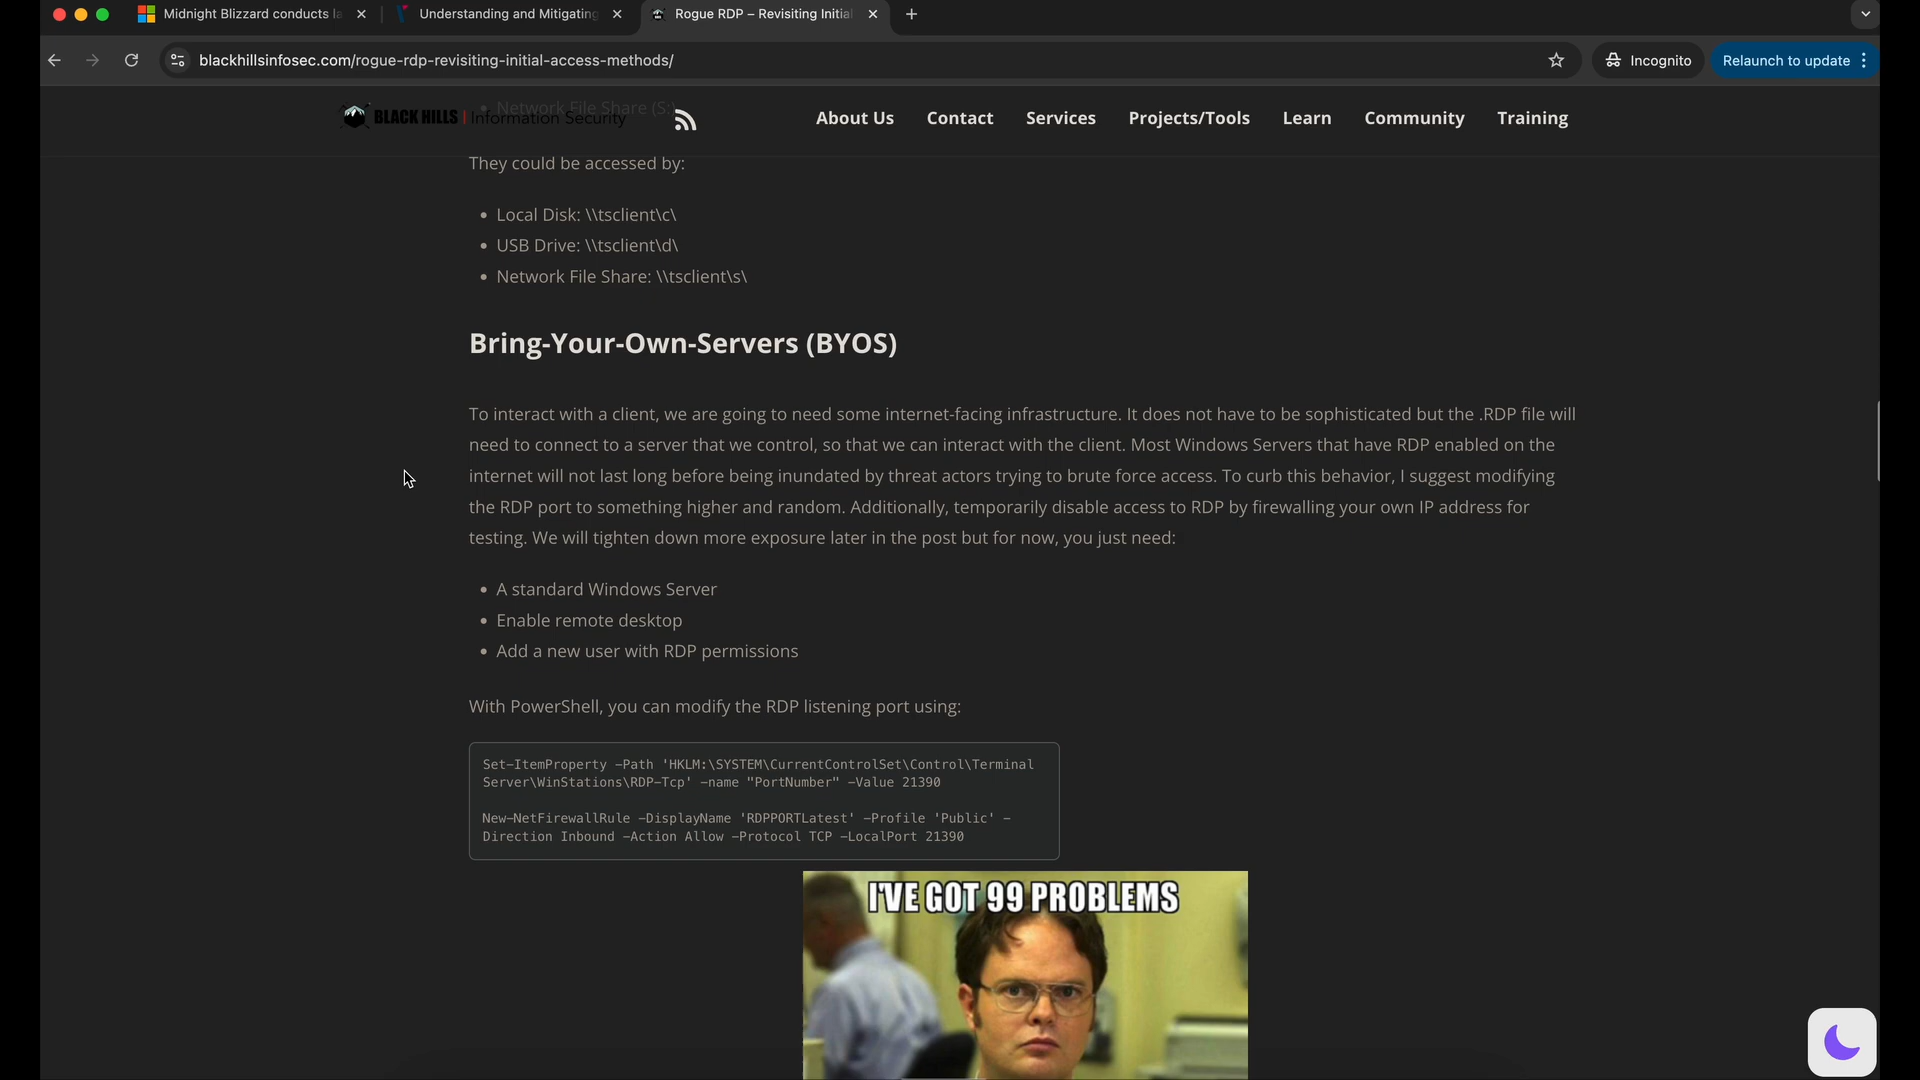 Midnight Blizzard conducts la
Understanding and Mitigating
Rogue RDP – Revisiting Initial
blackhillsinfosec.com/rogue-rdp-revisiting-initial-access-methods/
Incognito
Relaunch to update
Network File Share (S:\
BLACK HILLS | Information Security
About Us
Contact
Services
Projects/Tools
Learn
Community
Training
They could be accessed by:
• Local Disk: \\tsclient\c\
• USB Drive: \\tsclient\d\
• Network File Share: \\tsclient\s\
Bring-Your-Own-Servers (BYOS)
To interact with a client, we are going to need some internet-facing infrastructure. It does not have to be sophisticated but the .RDP file will
need to connect to a server that we control, so that we can interact with the client. Most Windows Servers that have RDP enabled on the
internet will not last long before being inundated by threat actors trying to brute force access. To curb this behavior, I suggest modifying
the RDP port to something higher and random. Additionally, temporarily disable access to RDP by firewalling your own IP address for
testing. We will tighten down more exposure later in the post but for now, you just need:
• A standard Windows Server
• Enable remote desktop
• Add a new user with RDP permissions
With PowerShell, you can modify the RDP listening port using:
Set-ItemProperty -Path 'HKLM:\SYSTEM\CurrentControlSet\Control\Terminal
Server\WinStations\RDP-Tcp' -name "PortNumber" -Value 21390
New-NetFirewallRule -DisplayName 'RDPPORTLatest' -Profile 'Public' -
Direction Inbound -Action Allow -Protocol TCP -LocalPort 21390
I'VE GOT 99 PROBLEMS